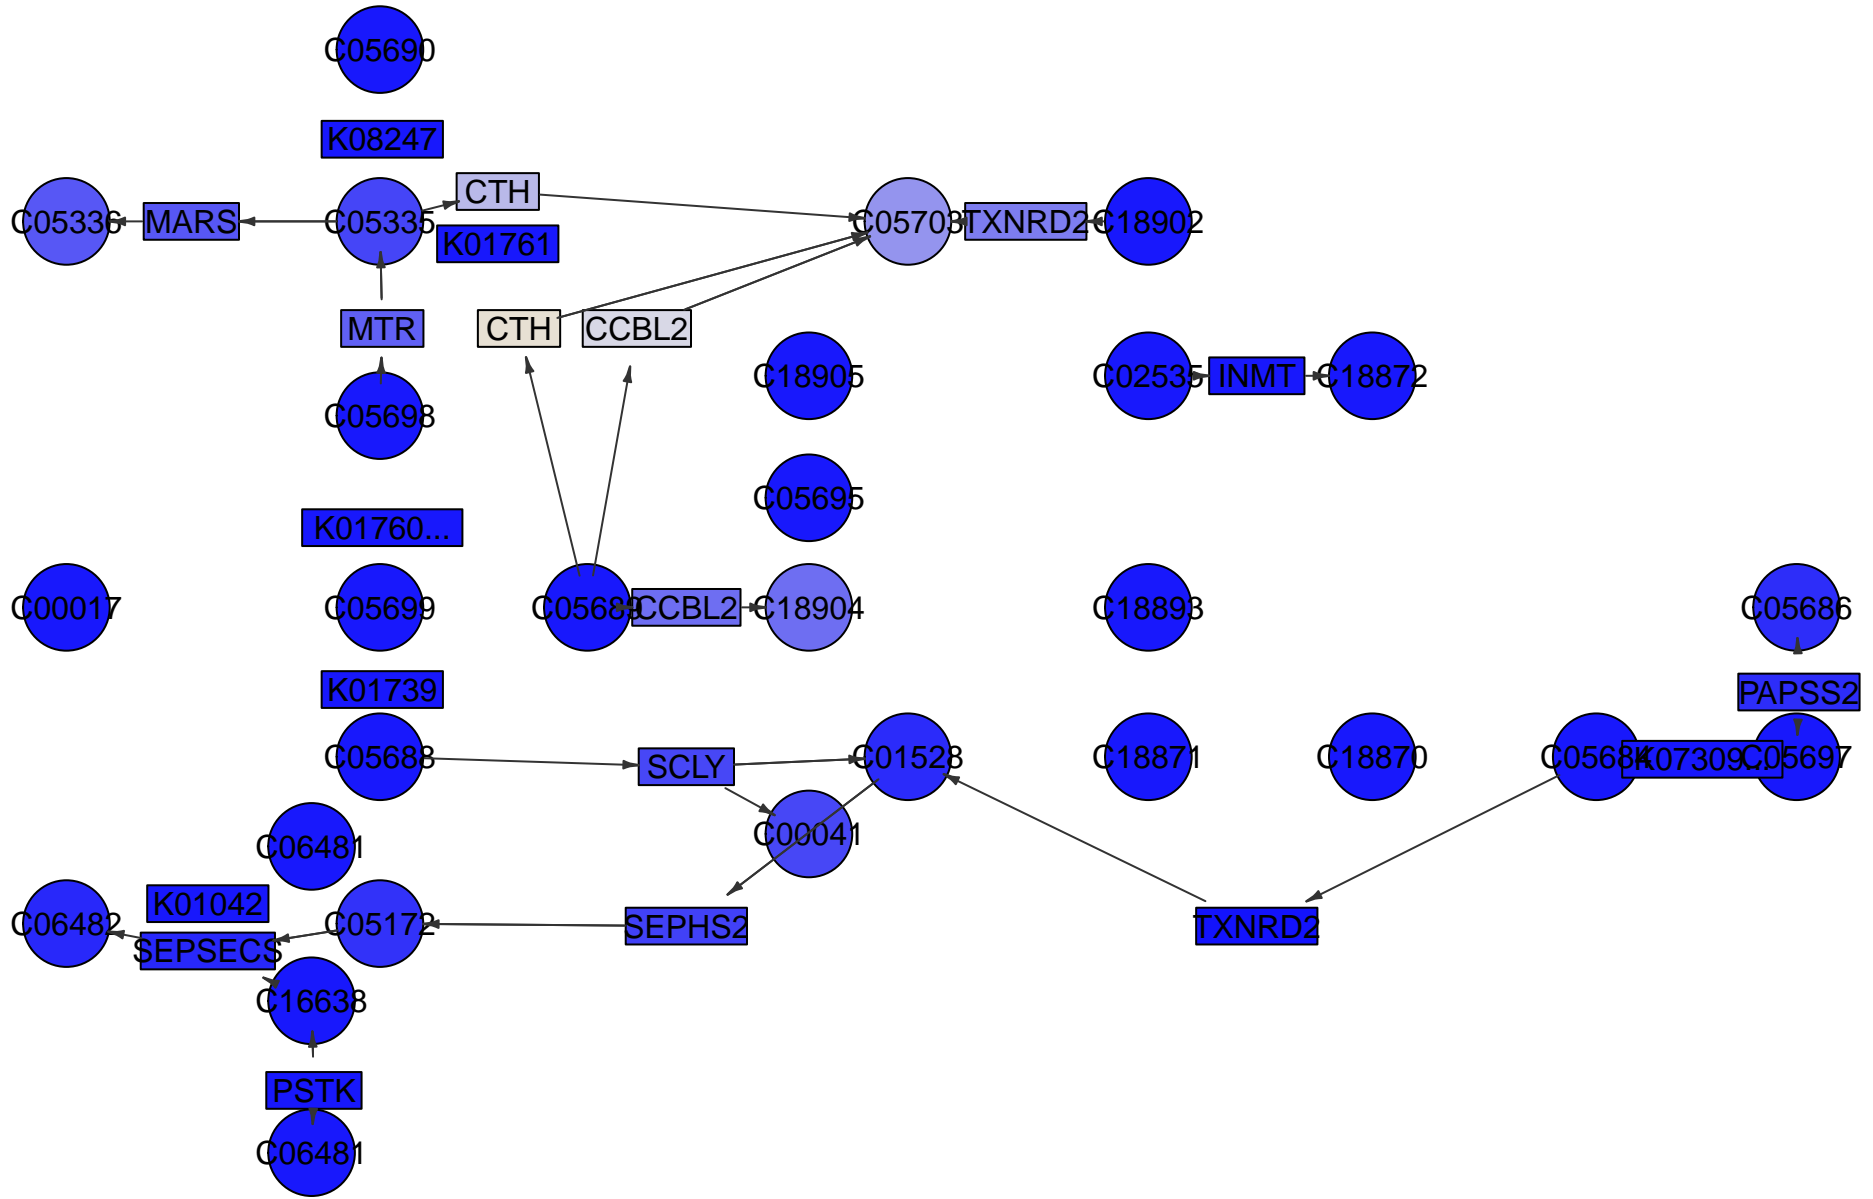 C05690
K08247
CTH
C05336
MARS
C05335
C05703
TXNRD2
C18902
K01761
MTR
CTH
CCBL2
C18905
C02535
INMT
C18872
C05698
C05695
K01760...
C00017
C05699
C05689
CCBL2
C18904
C18893
C05686
K01739
PAPSS2
C05688
SCLY
C01528
C18871
C18870
C05684
K07309...
C05697
C00041
C06481
K01042
C06482
C05172
SEPHS2
TXNRD2
SEPSECS
C16638
PSTK
C06481